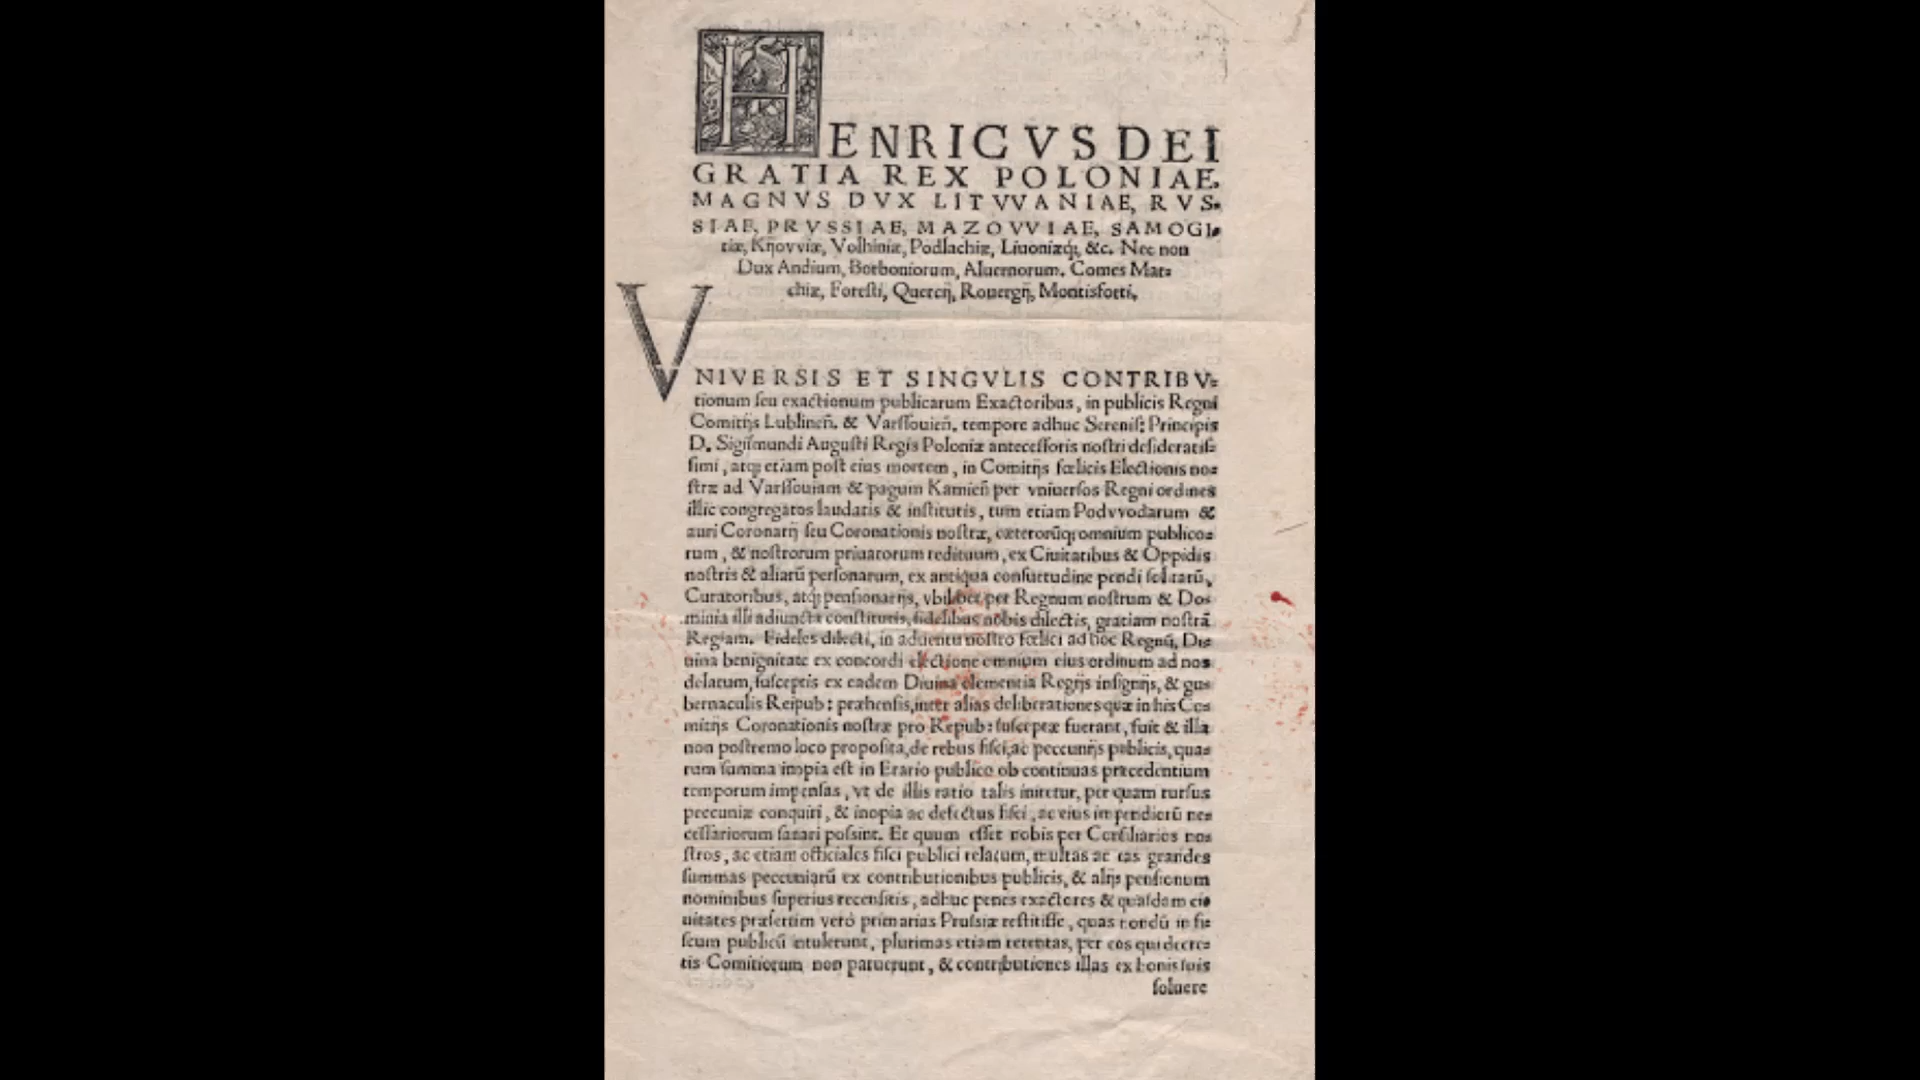 HENRICVS DEI
GRATIA REX POLONIAE,
MAGNVS DVX LITVVANIAE, RVS=
SIAE, PRVSSIAE, MAZOVVIAE, SAMOGI=
tiæ, Kijovviæ, Volhiniæ, Podlachiæ, Liuoniæq́;, &c. Nec non
Dux Andium, Borboniorum, Aluernorum. Comes Mar=
chiæ, Foresti, Quercij, Rouergij, Montisforti,
VNIVERSIS ET SINGVLIS CONTRIBV=
tionum ſeu exactionum publicarum Exactoribus, in publicis Regni
Comitijs Lublineñ. & Varſſouieñ. tempore adhuc Sereniſ: Principis
D. Sigiſmundi Auguſti Regis Poloniæ anteceſſoris noſtri deſideratiſ=
ſimi, atq; etiam poſt eius mortem, in Comitijs fœlicis Electionis no=
ſtræ ad Varſſouiam & pagum Kamieñ per vniuerſos Regni ordines
illic congregatos laudatis & inſtitutis, tum etiam Podvvodarum &
auri Coronarij ſeu Coronationis noſtræ, cæterorūq; omnium publico=
rum, & noſtrorum priuatorum redituum, ex Ciuitatibus & Oppidis
noſtris & aliarū perſonarum, ex antiqua conſuetudine pendi ſolitarū,
Curatoribus, atq; penſionarijs, vbilibet per Regnum noſtrum & Do=
minia illi adiuncta conſtitutis, fidelibus nobis dilectis, gratiam noſtrā
Regiam. Fideles dilecti, in aduentu noſtro fœlici ad hoc Regnū, Di=
uina benignitate ex concordi electione omnium eius ordinum ad nos
delatum, ſuſceptis ex eadem Diuina clementia Regijs inſignijs, & gu=
bernaculis Reipub: præhenſis, inter alias deliberationes quæ in his Co=
mitijs Coronationis noſtræ pro Repub: ſuſceptæ fuerant, fuit & illa
non poſtremo loco propoſita, de rebus fiſci, ac peccunijs publicis, qua=
rum ſumma inopia eſt in Erario publico ob continuas præcedentium
temporum impenſas, vt de illis ratio talis iniretur, per quam rurſus
peccuniæ conquiri, & inopia ac defectus fiſci, ac eius impendiorū ne=
ceſſariorum ſanari poſsint. Et quum eſſet nobis per Conſiliarios no=
ſtros, ac etiam officiales fiſci publici relatum, multas ac eas grandes
ſummas peccuniarū ex contributionibus publicis, & alijs penſionum
nominibus ſuperius recenſitis, adhuc penes exactores & quaſdam ci=
uitates præſertim verò primarias Pruſsiæ reſtitiſſe, quas nondū in fi=
ſcum publicū intulerunt, plurimas etiam retentas, per eos qui decre=
tis Comitiorum non paruerunt, & contributiones illas ex bonis ſuis
ſoluere